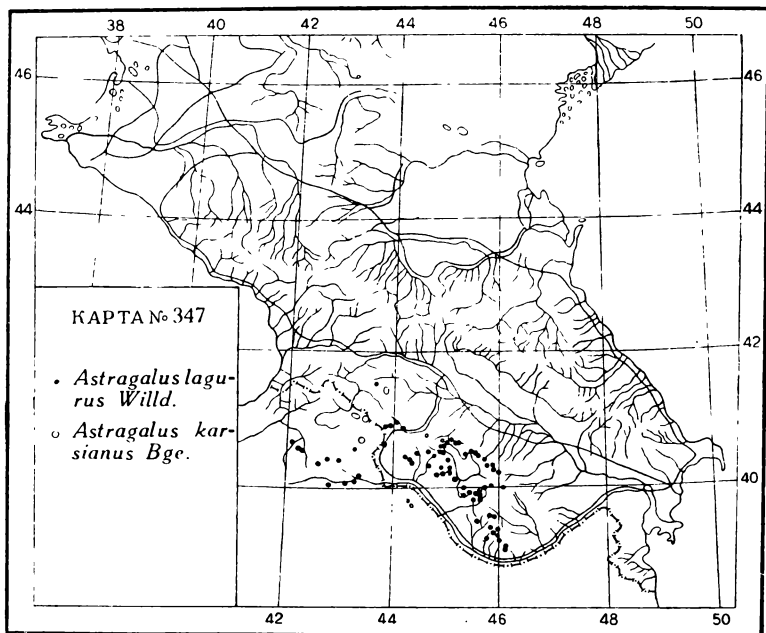 38 40 42 44 46 48 50
46 46
44 44
42
КАРТА № 347
• Astragalus lagu-
rus Willd.
○ Astragalus kar-
sianus Bge.
40
42 44 46 48 50